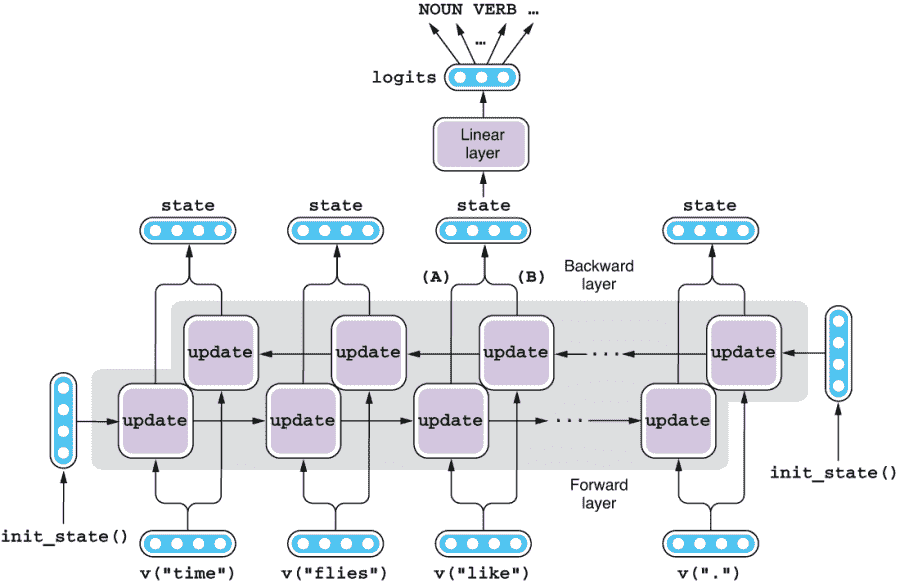 NOUN VERB …
…
logits
Linear
layer
state
state
state
state
(A)
(B)
Backward
layer
update
update
update
...
update
update
update
update
...
update
Forward
layer
init_state()
init_state()
v("time")
v("flies")
v("like")
v(".")